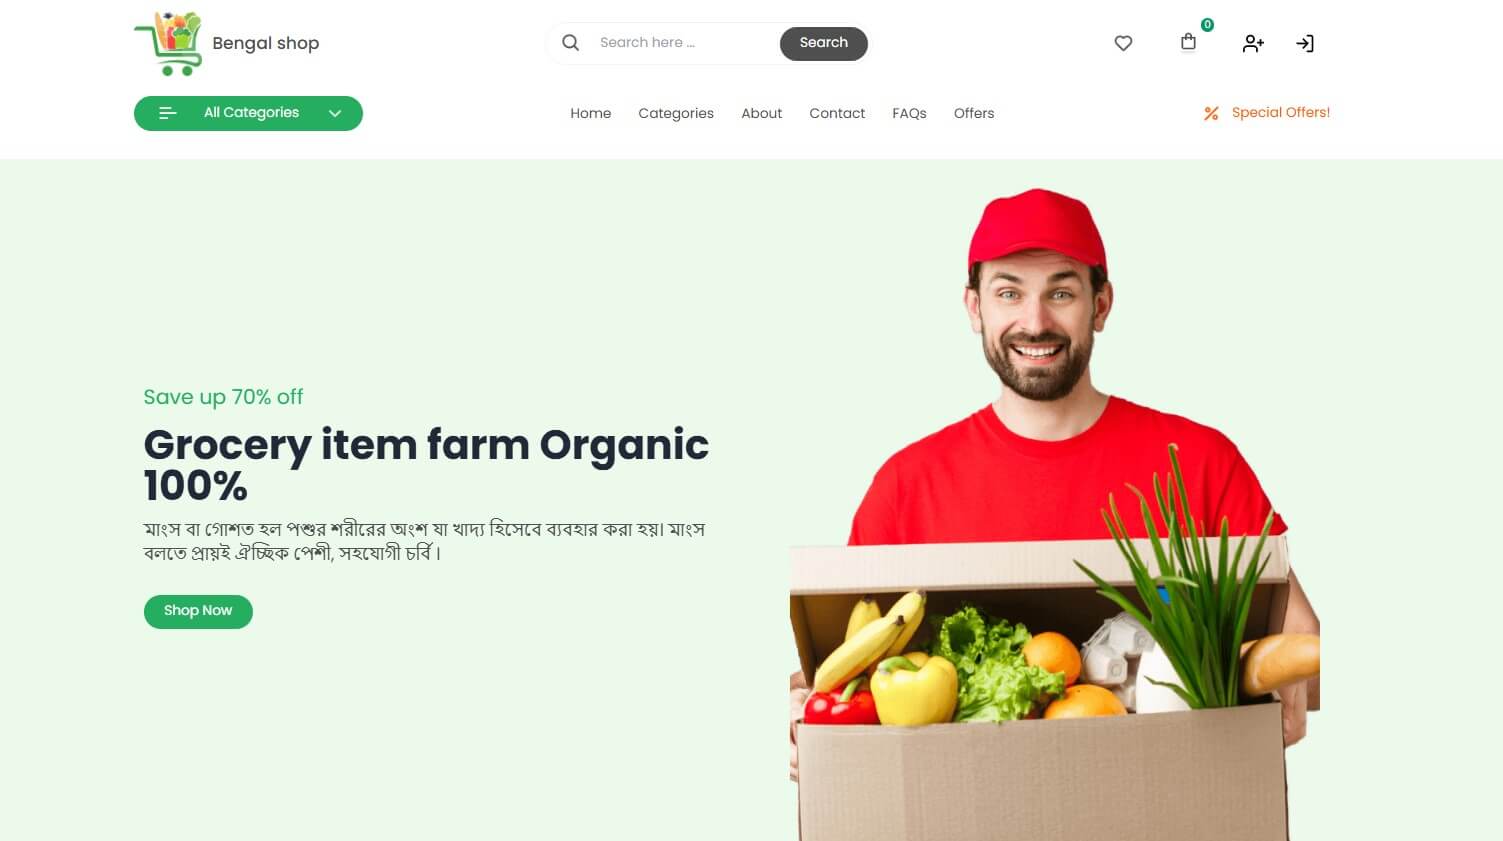 Bengal shop
Search here ...
Search
0
All Categories
Home
Categories
About
Contact
FAQs
Offers
Special Offers!
Save up 70% off
Grocery item farm Organic
100%
মাংস বা গোশত হল পশুর শরীরের অংশ যা খাদ্য হিসেবে ব্যবহার করা হয়। মাংস
বলতে প্রায়ই ঐচ্ছিক পেশী, সহযোগী চর্বি ।
Shop Now